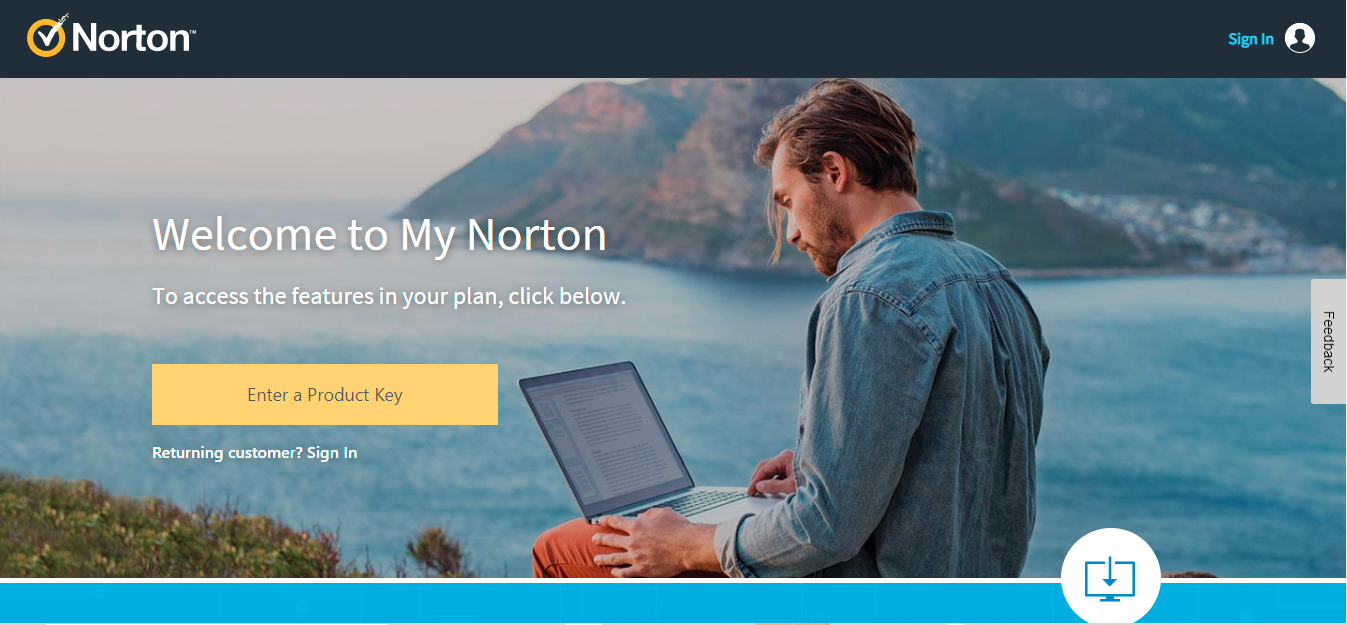 Norton™
Sign In
Welcome to My Norton
To access the features in your plan, click below.
Enter a Product Key
Returning customer? Sign In
Feedback